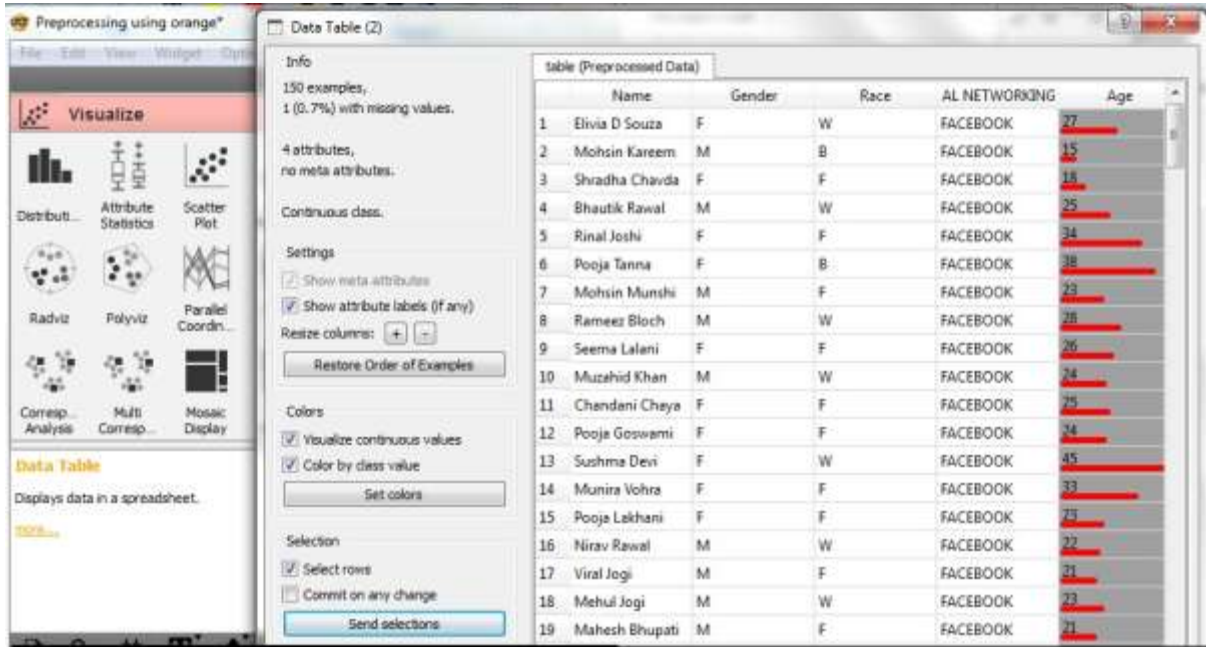 Preprocessing using orange*
File Edit View Widget
Visualize
Distributi...
Attribute Statistics
Scatter Plot
Radviz
Polyviz
Parallel Coordin...
Corresp... Analysis
Multi Corresp...
Mosaic Display
Data Table
Displays data in a spreadsheet.
more...
Data Table (2)
Info
150 examples,
1 (0.7%) with missing values.
4 attributes,
no meta attributes.
Continuous class.
Settings
Show meta attributes
Show attribute labels (if any)
Resize columns: + -
Restore Order of Examples
Colors
Visualize continuous values
Color by class value
Set colors
Selection
Select rows
Commit on any change
Send selections
table (Preprocessed Data)
Name Gender Race AL NETWORKING Age
1 Elivia D Souza F W FACEBOOK 27
2 Mohsin Kareem M B FACEBOOK 15
3 Shradha Chavda F F FACEBOOK 18
4 Bhautik Rawal M W FACEBOOK 25
5 Rinal Joshi F F FACEBOOK 34
6 Pooja Tanna F B FACEBOOK 38
7 Mohsin Munshi M F FACEBOOK 23
8 Rameez Bloch M W FACEBOOK 28
9 Seema Lalani F F FACEBOOK 26
10 Muzahid Khan M W FACEBOOK 24
11 Chandani Chaya F F FACEBOOK 25
12 Pooja Goswami F F FACEBOOK 24
13 Sushma Devi F W FACEBOOK 45
14 Munira Vohra F F FACEBOOK 33
15 Pooja Lakhani F F FACEBOOK 23
16 Nirav Rawal M W FACEBOOK 22
17 Viral Jogi M F FACEBOOK 21
18 Mehul Jogi M W FACEBOOK 23
19 Mahesh Bhupati M F FACEBOOK 21